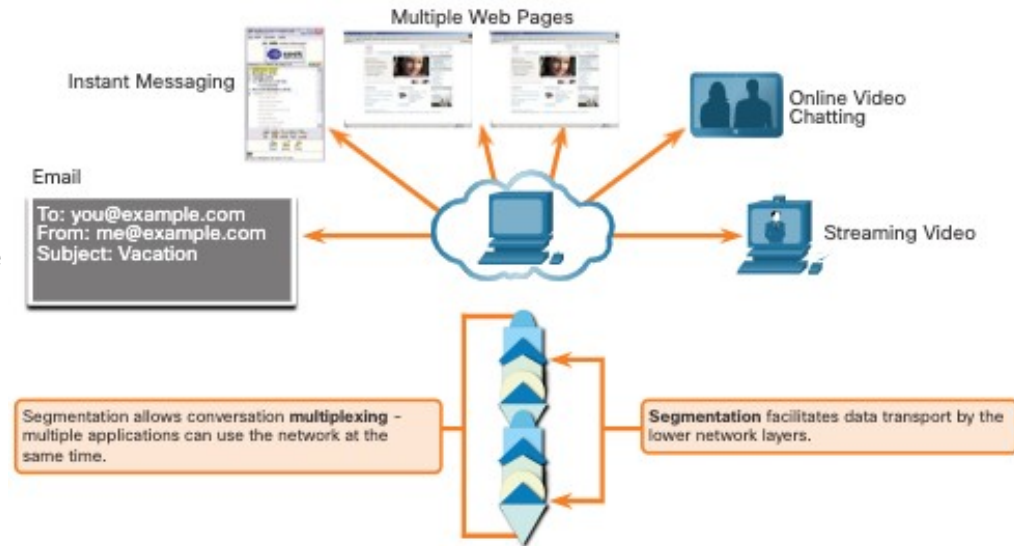 Multiple Web Pages
Instant Messaging
Online Video
Chatting
Email
To: you@example.com
From: me@example.com
Subject: Vacation
Streaming Video
Segmentation allows conversation multiplexing –
multiple applications can use the network at the
same time.
Segmentation facilitates data transport by the
lower network layers.